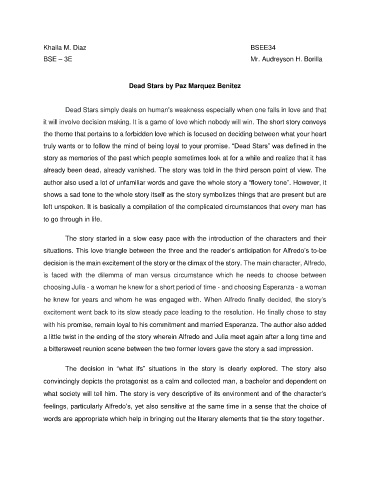 Khaila M. Diaz BSEE34
BSE – 3E Mr. Audreyson H. Borilla
Dead Stars by Paz Marquez Benitez
Dead Stars simply deals on human's weakness especially when one falls in love and that
it will involve decision making. It is a game of love which nobody will win. The short story conveys
the theme that pertains to a forbidden love which is focused on deciding between what your heart
truly wants or to follow the mind of being loyal to your promise. “Dead Stars” was defined in the
story as memories of the past which people sometimes look at for a while and realize that it has
already been dead, already vanished. The story was told in the third person point of view. The
author also used a lot of unfamiliar words and gave the whole story a “flowery tone”. However, it
shows a sad tone to the whole story itself as the story symbolizes things that are present but are
left unspoken. It is basically a compilation of the complicated circumstances that every man has
to go through in life.
The story started in a slow easy pace with the introduction of the characters and their
situations. This love triangle between the three and the reader's anticipation for Alfredo's to-be
decision is the main excitement of the story or the climax of the story. The main character, Alfredo,
is faced with the dilemma of man versus circumstance which he needs to choose between
choosing Julia - a woman he knew for a short period of time - and choosing Esperanza - a woman
he knew for years and whom he was engaged with. When Alfredo finally decided, the story's
excitement went back to its slow steady pace leading to the resolution. He finally chose to stay
with his promise, remain loyal to his commitment and married Esperanza. The author also added
a little twist in the ending of the story wherein Alfredo and Julia meet again after a long time and
a bittersweet reunion scene between the two former lovers gave the story a sad impression.
The decision in “what ifs” situations in the story is clearly explored. The story also
convincingly depicts the protagonist as a calm and collected man, a bachelor and dependent on
what society will tell him. The story is very descriptive of its environment and of the character's
feelings, particularly Alfredo's, yet also sensitive at the same time in a sense that the choice of
words are appropriate which help in bringing out the literary elements that tie the story together.